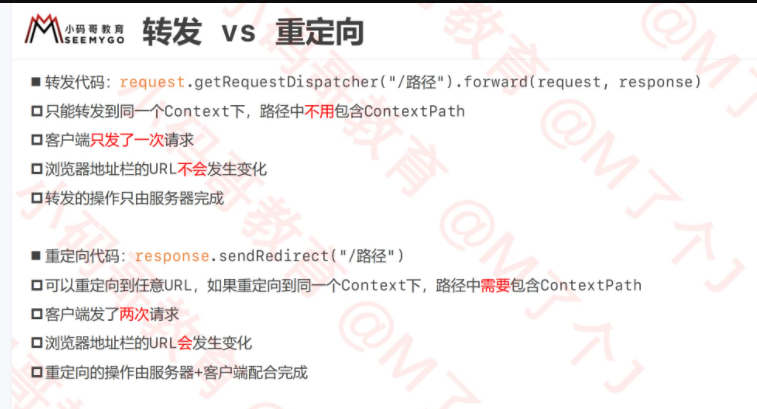 小码哥教育
SEEMYGO
转发 vs 重定向
■ 转发代码：request.getRequestDispatcher("/路径").forward(request, response)
只能转发到同一个Context下，路径中不用包含ContextPath
客户端只发了一次请求
浏览器地址栏的URL不会发生变化
转发的操作只由服务器完成
■ 重定向代码：response.sendRedirect("/路径")
可以重定向到任意URL，如果重定向到同一个Context下，路径中需要包含ContextPath
客户端发了两次请求
浏览器地址栏的URL会发生变化
重定向的操作由服务器+客户端配合完成
小码哥教育 @M了个J